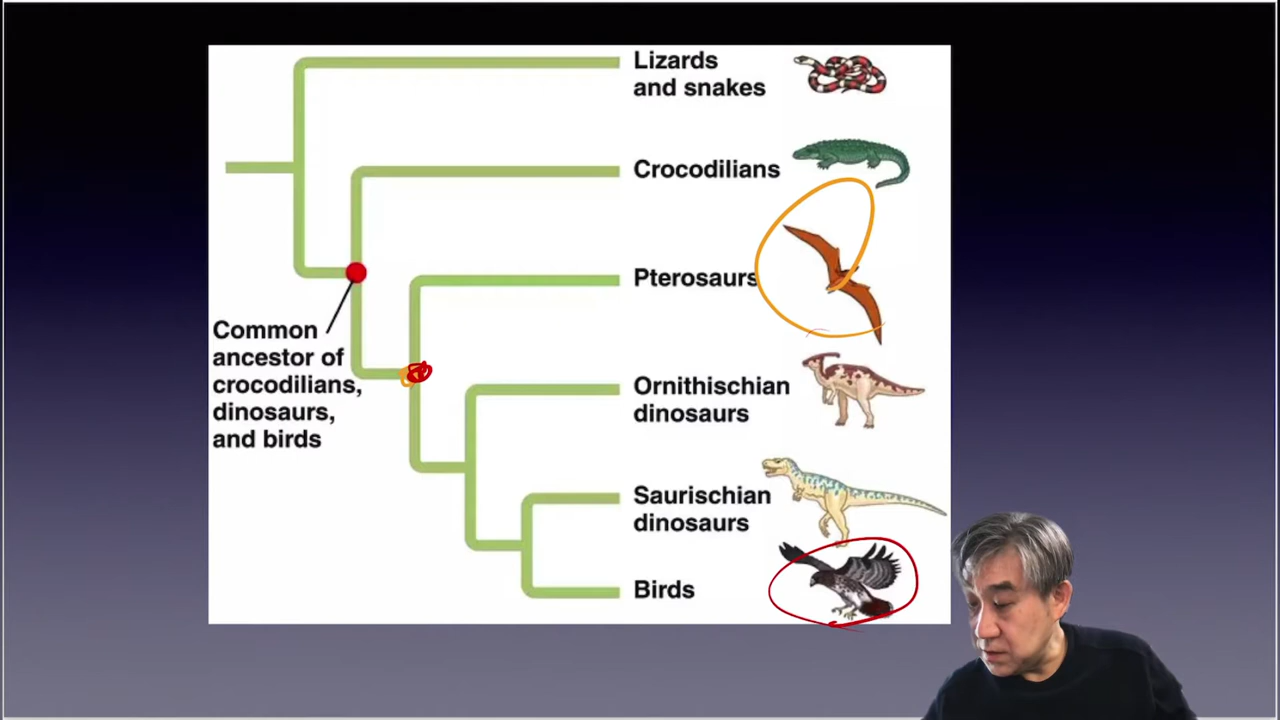 Lizards
and snakes
Crocodilians
Pterosaurs
Common
ancestor of
crocodilians,
dinosaurs,
and birds
Ornithischian
dinosaurs
Saurischian
dinosaurs
Birds